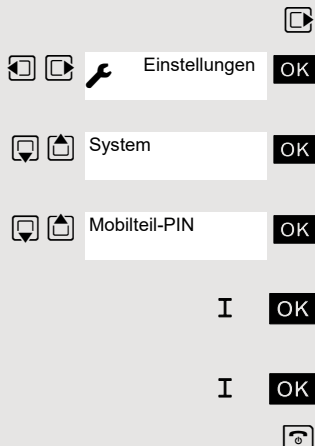 Einstellungen OK
System OK
Mobilteil-PIN OK
I OK
I OK